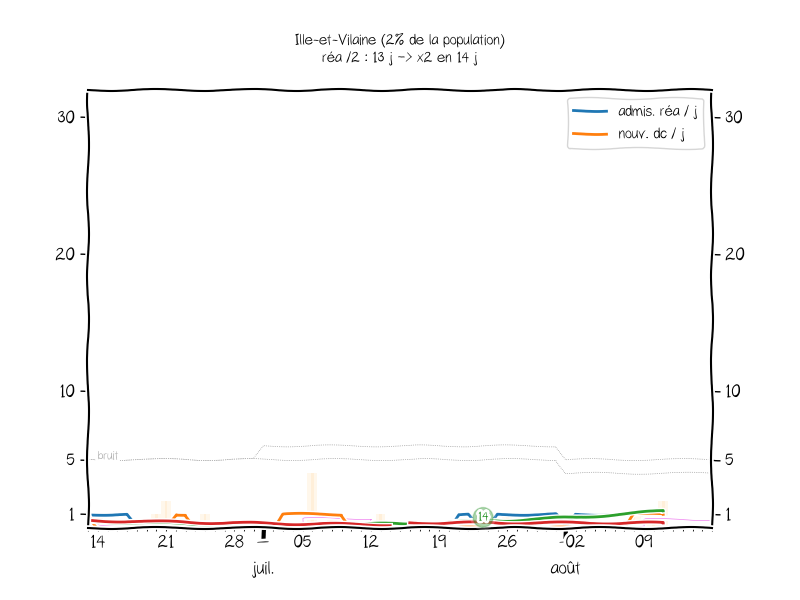 Ille-et-Vilaine (2% de la population)
réa /2 : 13 j -> x2 en 14 j
admis. réa / j
nouv. dc / j
30
30
20
20
10
10
bruit
5
5
14
1
1
14 21 28 05 12 19 26 02 09
juil. août